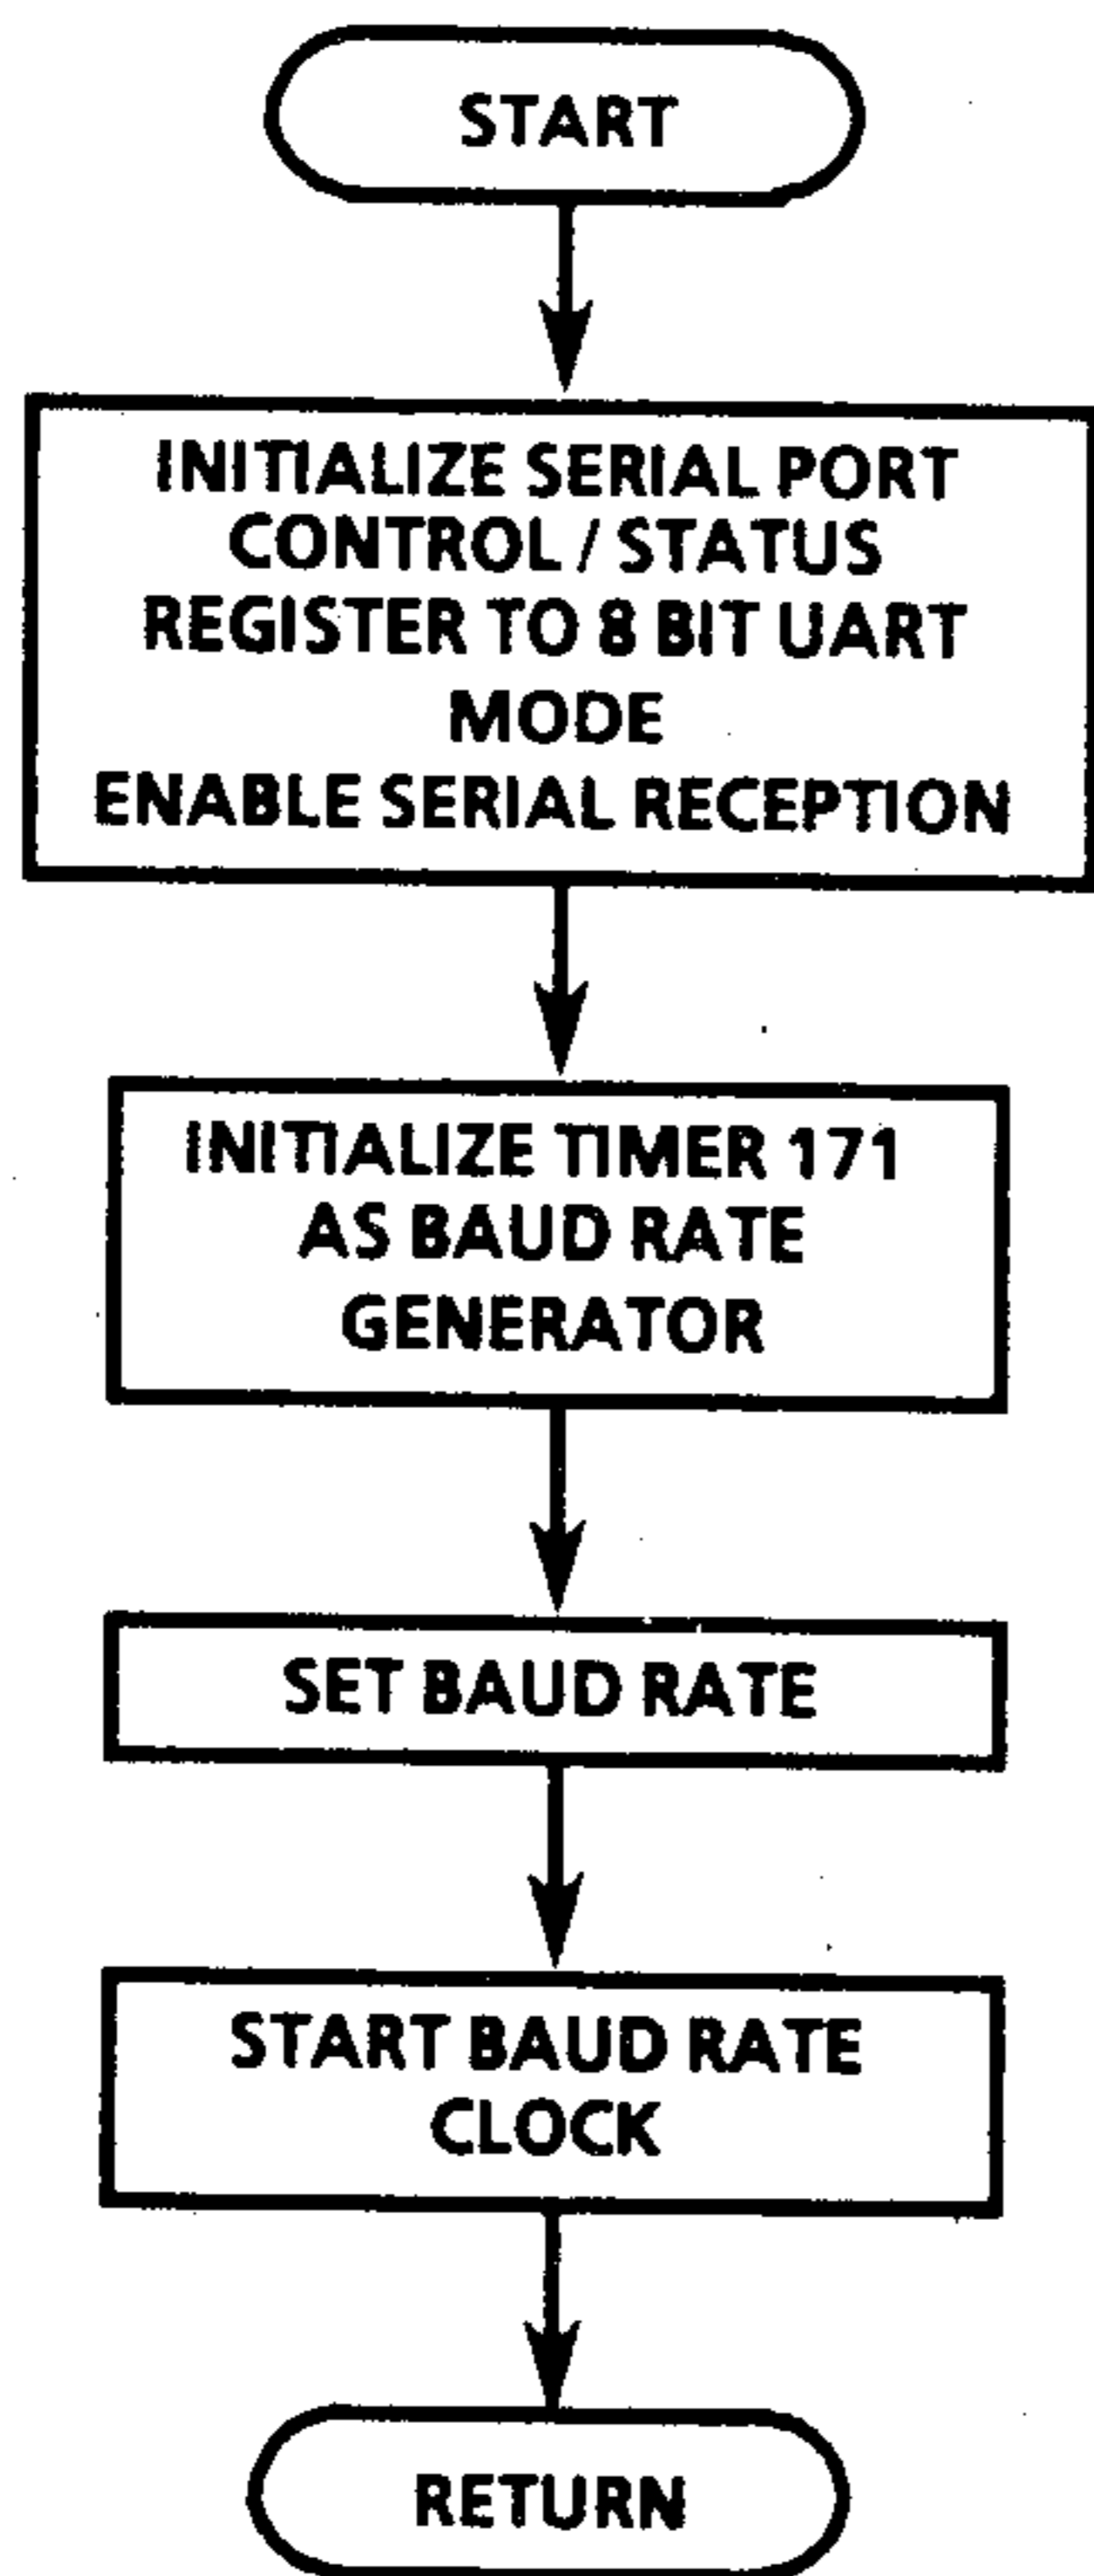 START
INITIALIZE SERIAL PORT
CONTROL / STATUS
REGISTER TO 8 BIT UART
MODE
ENABLE SERIAL RECEPTION
INITIALIZE TIMER 171
AS BAUD RATE
GENERATOR
SET BAUD RATE
START BAUD RATE
CLOCK
RETURN